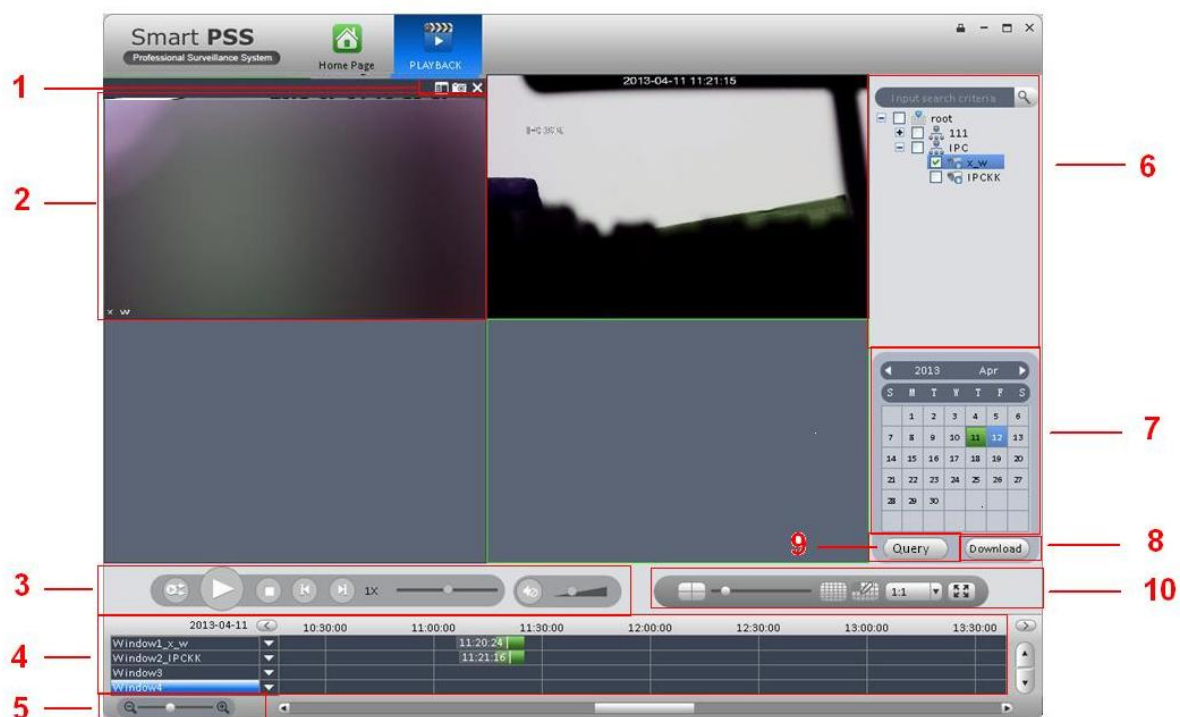 Smart PSS
Professional Surveillance System
Home Page
PLAYBACK
1
2
3
4
5
6
7
8
9
10
2013-04-11 11:21:15
x w
Input search criteria
root
111
IPC
x_w
IPCKK
2013 Apr
S M T W T F S
1 2 3 4 5 6
7 8 9 10 11 12 13
14 15 16 17 18 19 20
21 22 23 24 25 26 27
28 29 30
Query
Download
1X
1:1
2013-04-11
10:30:00 11:00:00 11:30:00 12:00:00 12:30:00 13:00:00 13:30:00
Window1_x_w 11:20:24
Window2_IPCKK 11:21:16
Window3
Window4